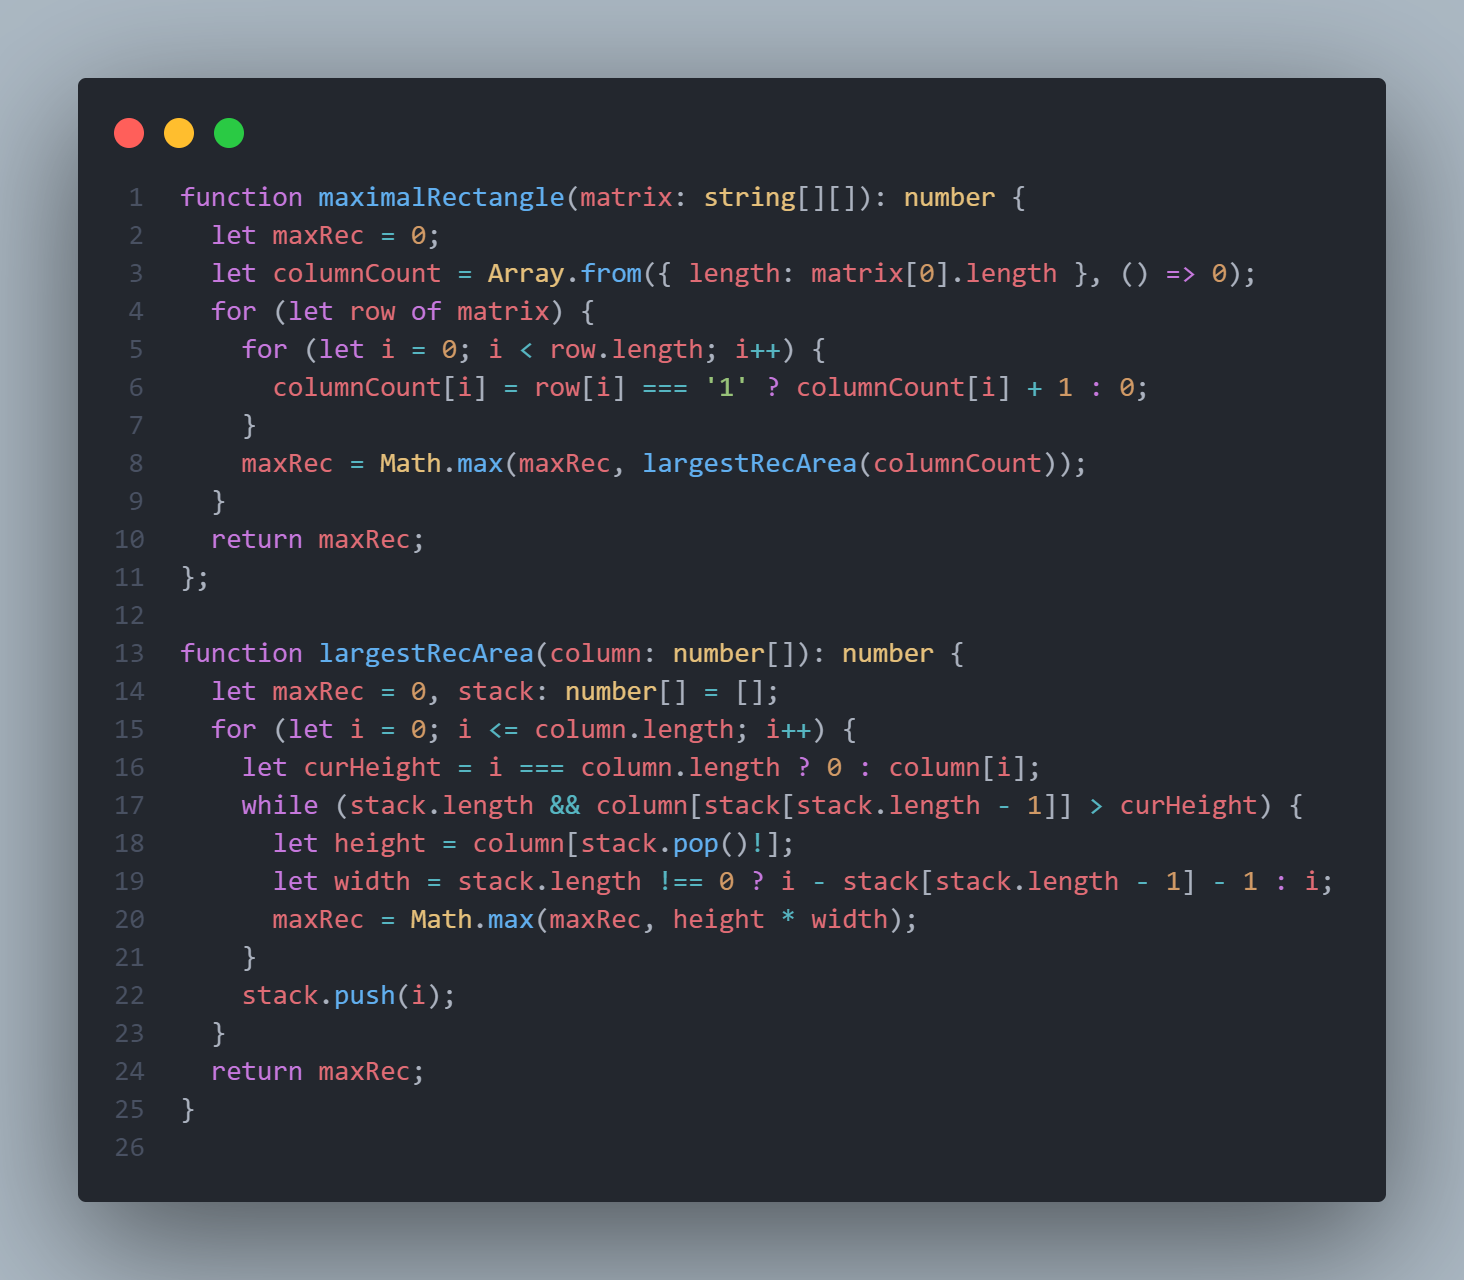 1 function maximalRectangle(matrix: string[][]): number {
2   let maxRec = 0;
3   let columnCount = Array.from({ length: matrix[0].length }, () => 0);
4   for (let row of matrix) {
5     for (let i = 0; i < row.length; i++) {
6       columnCount[i] = row[i] === '1' ? columnCount[i] + 1 : 0;
7     }
8     maxRec = Math.max(maxRec, largestRecArea(columnCount));
9   }
10   return maxRec;
11 };
12
13 function largestRecArea(column: number[]): number {
14   let maxRec = 0, stack: number[] = [];
15   for (let i = 0; i <= column.length; i++) {
16     let curHeight = i === column.length ? 0 : column[i];
17     while (stack.length && column[stack[stack.length - 1]] > curHeight) {
18       let height = column[stack.pop()!];
19       let width = stack.length !== 0 ? i - stack[stack.length - 1] - 1 : i;
20       maxRec = Math.max(maxRec, height * width);
21     }
22     stack.push(i);
23   }
24   return maxRec;
25 }
26